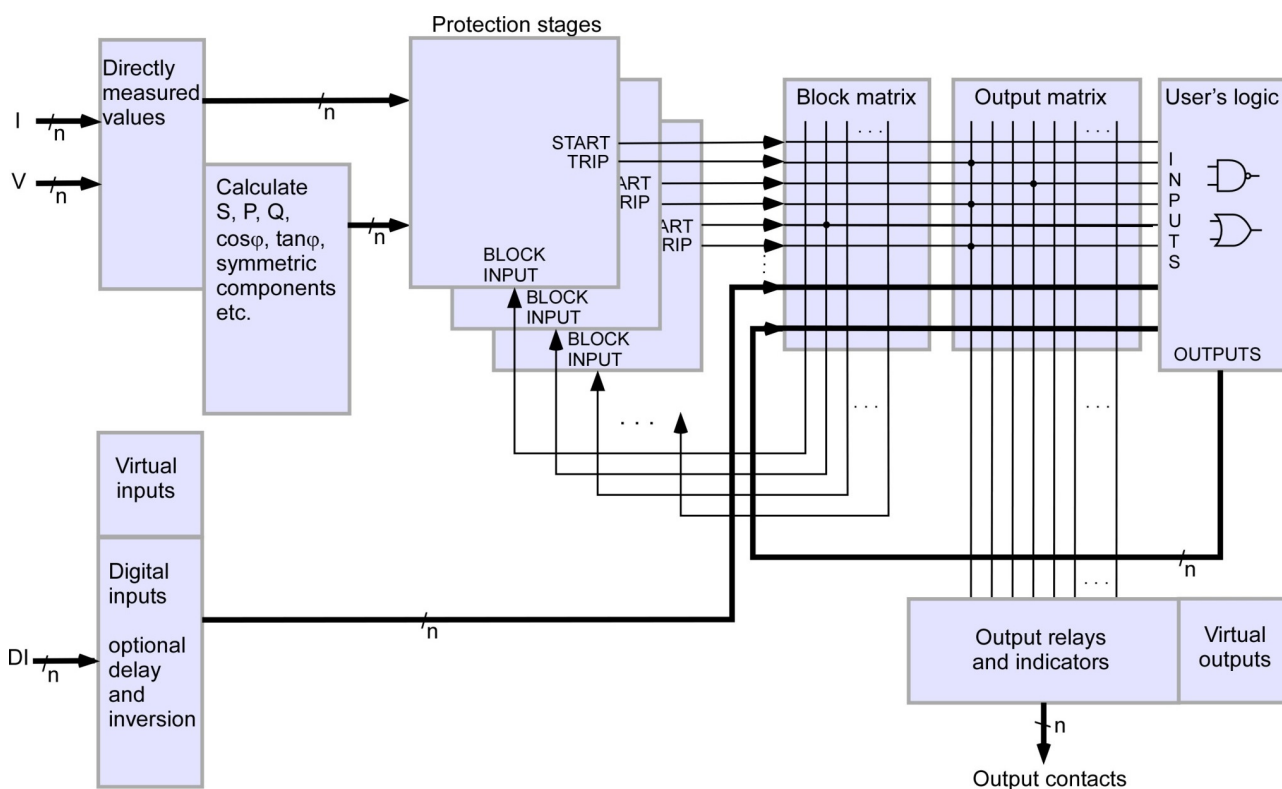 Protection stages
Directly
measured
values
I
n
V
n
n
Calculate
S, P, Q,
cosφ, tanφ,
symmetric
components
etc.
n
START
TRIP
ART
RIP
ART
RIP
BLOCK
INPUT
BLOCK
INPUT
BLOCK
INPUT
Block matrix
Output matrix
User's logic
I
N
P
U
T
S
OUTPUTS
n
Virtual
inputs
Digital
inputs
optional
delay
and
inversion
DI
n
n
Output relays
and indicators
Virtual
outputs
n
Output contacts